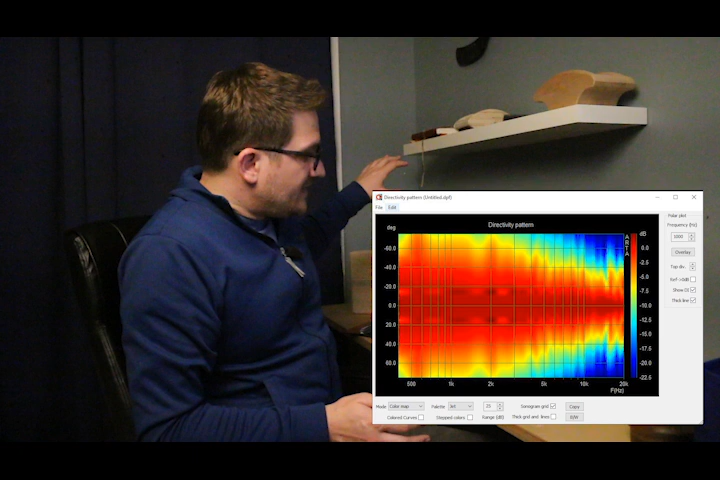 Directivity pattern (Untitled.dpf)
File Edit
Directivity pattern
deg
-60.0
-40.0
-20.0
0.0
20.0
40.0
60.0
500 1k 2k 5k 10k 20k
F(Hz)
ARTA
dB
0.0
-2.5
-5.0
-7.5
-10.0
-12.5
-15.0
-17.5
-20.0
-22.5
Polar plot
Frequency (Hz)
1000
Overlay
Top div.
Ref->0dB
Show DI
Thick line
Mode Color map Palette Jet 25 Sonogram grid Copy
Colored Curves Stepped colors Range (dB) Thick grid and lines B/W